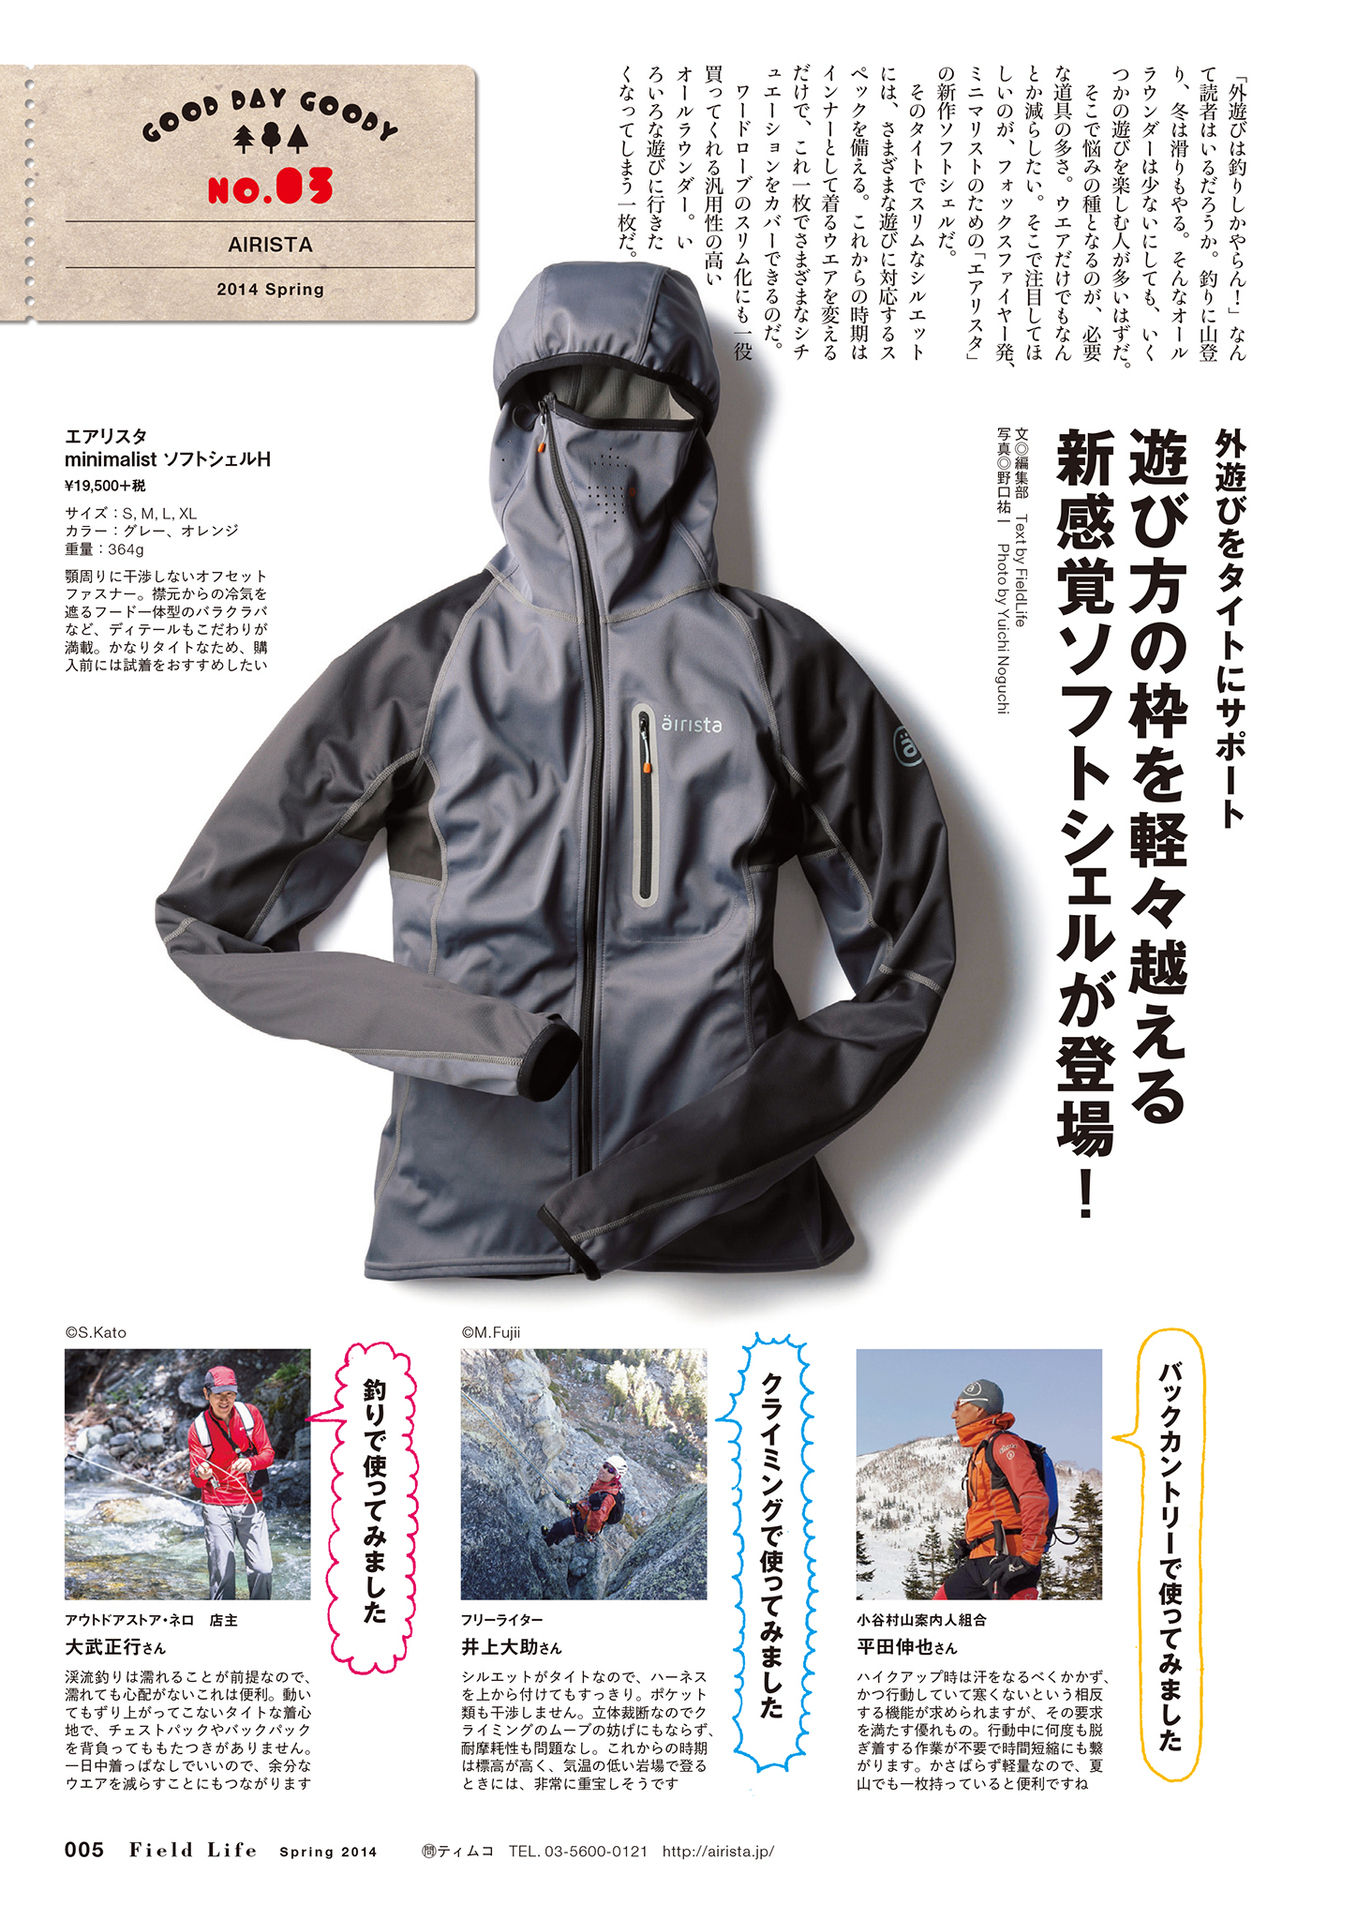 GOOD DAY GOODY
NO.03
AIRISTA
2014 Spring
「外遊びは釣りしかやらん！」なん
て読者はいるだろうか。釣りに山登
り、冬は滑りもやる。そんなオール
ラウンダーは少ないにしても、いく
つかの遊びを楽しむ人が多いはずだ。
そこで悩みの種となるのが、必要
な道具の多さ。ウエアだけでもなん
とか減らしたい。そこで注目してほ
しいのが、フォックスファイヤー発、
ミニマリストのための「エアリスタ」
の新作ソフトシェルだ。
そのタイトでスリムなシルエット
には、さまざまな遊びに対応するス
ペックを備える。これからの時期は
インナーとして着るウエアを変える
だけで、これ一枚でさまざまなシチ
ュエーションをカバーできるのだ。
ワードローブのスリム化にも一役
買ってくれる汎用性の高い
オールラウンダー。い
ろいろな遊びに行きた
くなってしまう一枚だ。
外遊びをタイトにサポート
遊び方の枠を軽々越える
新感覚ソフトシェルが登場！
文◎編集部　Text by FieldLife
写真◎野口祐一　Photo by Yuichi Noguchi
エアリスタ
minimalist ソフトシェルH
¥19,500＋税
サイズ：S, M, L, XL
カラー：グレー、オレンジ
重量：364g
顎周りに干渉しないオフセット
ファスナー。襟元からの冷気を
遮るフード一体型のバラクラバ
など、ディテールもこだわりが
満載。かなりタイトなため、購
入前には試着をおすすめしたい
äırısta
ä
©S.Kato
釣りで使ってみました
アウトドアストア・ネロ　店主
大武正行さん
渓流釣りは濡れることが前提なので、
濡れても心配がないこれは便利。動い
てもずり上がってこないタイトな着心
地で、チェストパックやバックパック
を背負ってももたつきがありません。
一日中着っぱなしでいいので、余分な
ウエアを減らすことにもつながります
©M.Fujii
クライミングで使ってみました
フリーライター
井上大助さん
シルエットがタイトなので、ハーネス
を上から付けてもすっきり。ポケット
類も干渉しません。立体裁断なのでク
ライミングのムーブの妨げにもならず、
耐摩耗性も問題なし。これからの時期
は標高が高く、気温の低い岩場で登る
ときには、非常に重宝しそうです
バックカントリーで使ってみました
小谷村山案内人組合
平田伸也さん
ハイクアップ時は汗をなるべくかかず、
かつ行動していて寒くないという相反
する機能が求められますが、その要求
を満たす優れもの。行動中に何度も脱
ぎ着する作業が不要で時間短縮にも繋
がります。かさばらず軽量なので、夏
山でも一枚持っていると便利ですね
005 Field Life Spring 2014 ㉄ティムコ TEL. 03-5600-0121 http://airista.jp/